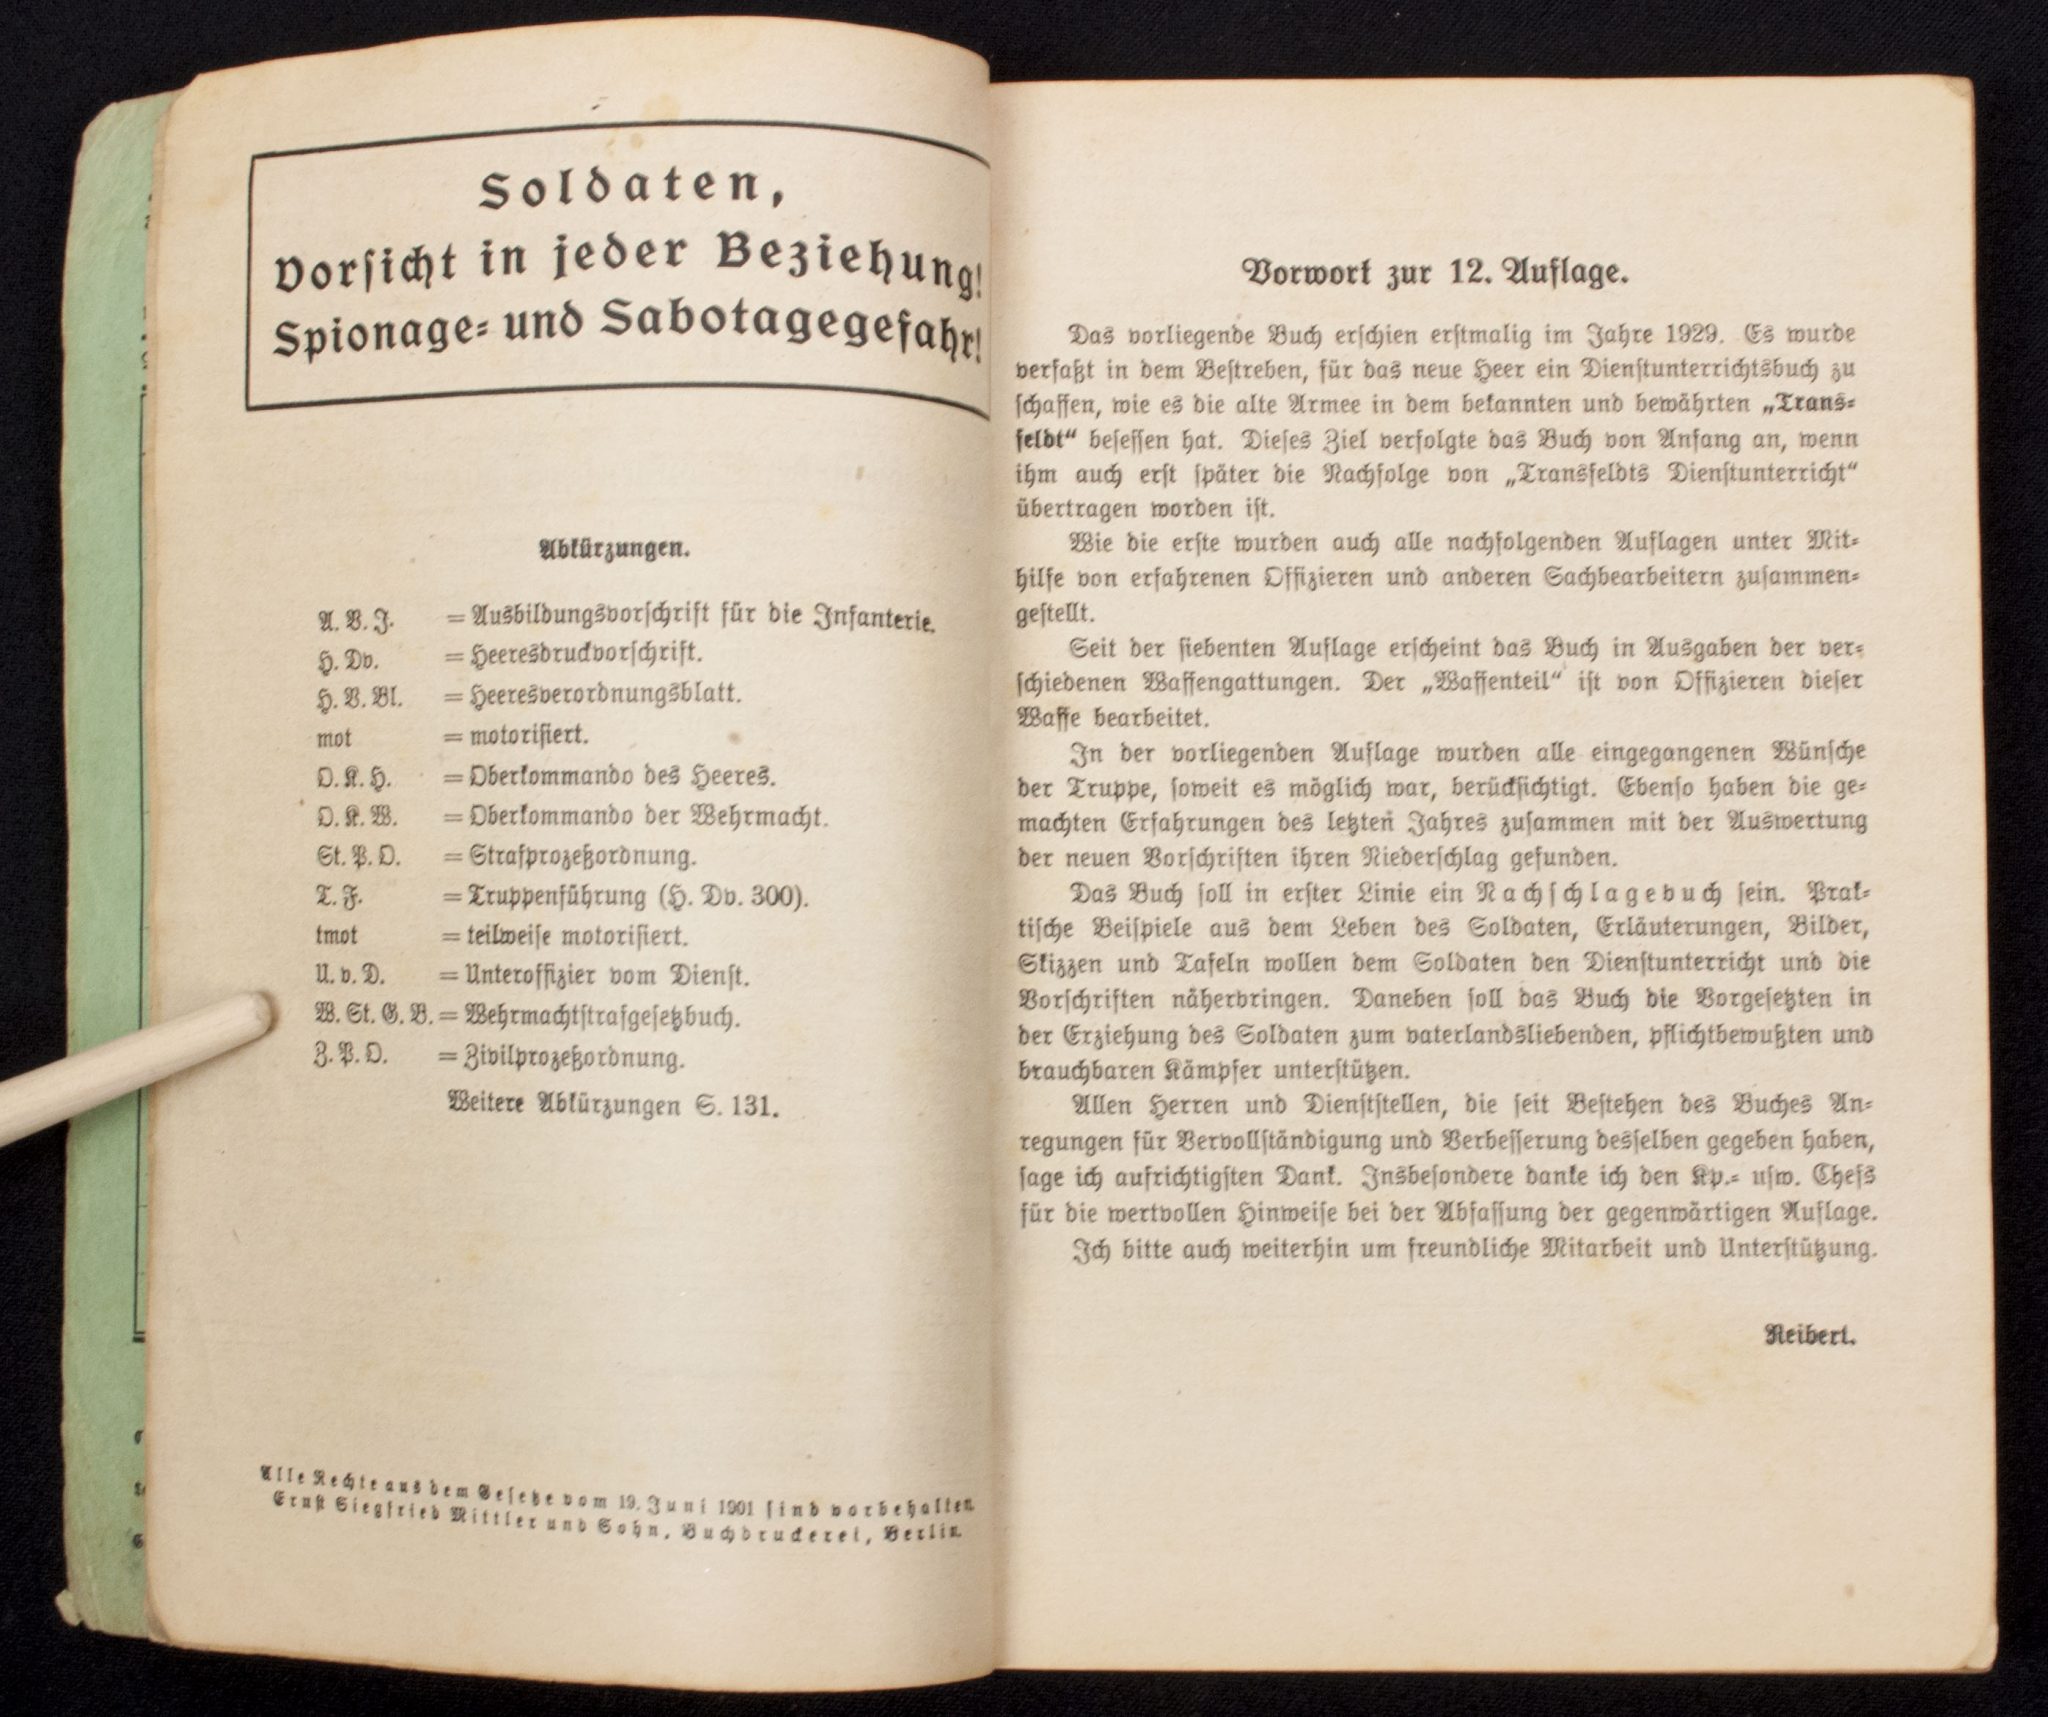 Soldaten,
Vorsicht in jeder Beziehung!
Spionage- und Sabotagegefahr!
Abkürzungen.
A. V. J. = Ausbildungsvorschrift für die Infanterie.
H. Dv. = Heeresdruckvorschrift.
H. V. Bl. = Heeresverordnungsblatt.
mot = motorisiert.
O. K. H. = Oberkommando des Heeres.
O. K. W. = Oberkommando der Wehrmacht.
St. P. O. = Strafprozeßordnung.
T. F. = Truppenführung (H. Dv. 300).
tmot = teilweise motorisiert.
U. v. D. = Unteroffizier vom Dienst.
W. St. G. B. = Wehrmachtstrafgesetzbuch.
Z. P. O. = Zivilprozeßordnung.
Weitere Abkürzungen S. 131.
Alle Rechte aus dem Gesetze vom 19. Juni 1901 sind vorbehalten
Ernst Siegfried Mittler und Sohn, Buchdruckerei, Berlin.
Vorwort zur 12. Auflage.
Das vorliegende Buch erschien erstmalig im Jahre 1929. Es wurde
verfaßt in dem Bestreben, für das neue Heer ein Dienstunterrichtsbuch zu
schaffen, wie es die alte Armee in dem bekannten und bewährten „Trans-
feldt“ besessen hat. Dieses Ziel verfolgte das Buch von Anfang an, wenn
ihm auch erst später die Nachfolge von „Transfeldts Dienstunterricht“
übertragen worden ist.
Wie die erste wurden auch alle nachfolgenden Auflagen unter Mit-
hilfe von erfahrenen Offizieren und anderen Sachbearbeitern zusammen-
gestellt.
Seit der siebenten Auflage erscheint das Buch in Ausgaben der ver-
schiedenen Waffengattungen. Der „Waffenteil“ ist von Offizieren dieser
Waffe bearbeitet.
In der vorliegenden Auflage wurden alle eingegangenen Wünsche
der Truppe, soweit es möglich war, berücksichtigt. Ebenso haben die ge-
machten Erfahrungen des letzten Jahres zusammen mit der Auswertung
der neuen Vorschriften ihren Niederschlag gefunden.
Das Buch soll in erster Linie ein Nachschlagebuch sein. Prak-
tische Beispiele aus dem Leben des Soldaten, Erläuterungen, Bilder,
Skizzen und Tafeln wollen dem Soldaten den Dienstunterricht und die
Vorschriften näherbringen. Daneben soll das Buch die Vorgesetzten in
der Erziehung des Soldaten zum vaterlandsliebenden, pflichtbewußten und
brauchbaren Kämpfer unterstützen.
Allen Herren und Dienststellen, die seit Bestehen des Buches An-
regungen für Vervollständigung und Verbesserung desselben gegeben haben,
sage ich aufrichtigsten Dank. Insbesondere danke ich den Kp.- usw. Chefs
für die wertvollen Hinweise bei der Abfassung der gegenwärtigen Auflage.
Ich bitte auch weiterhin um freundliche Mitarbeit und Unterstützung.
Reibert.